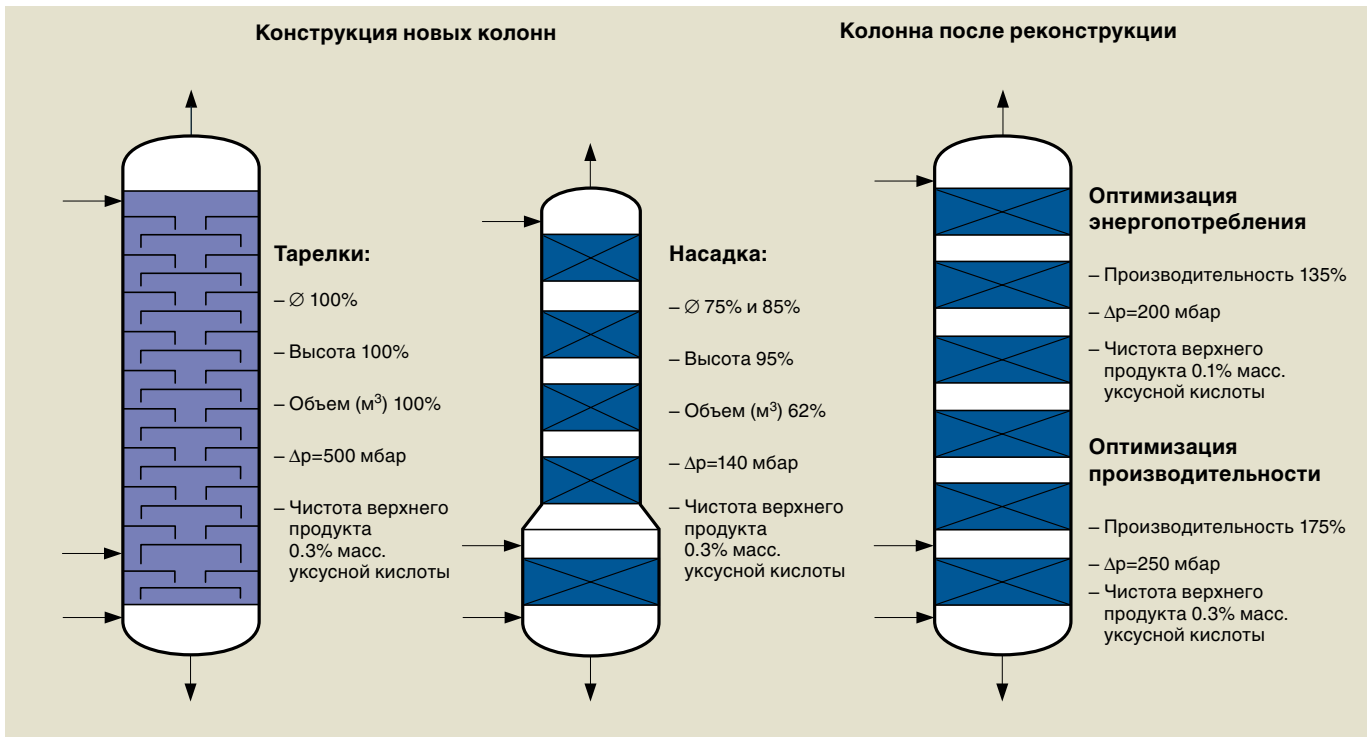 Конструкция новых колонн
Колонна после реконструкции
Тарелки:
– ∅ 100%
– Высота 100%
– Объем (м³) 100%
– Δp=500 мбар
– Чистота верхнего
продукта
0.3% масс.
уксусной кислоты
Насадка:
– ∅ 75% и 85%
– Высота 95%
– Объем (м³) 62%
– Δp=140 мбар
– Чистота верхнего
продукта
0.3% масс.
уксусной кислоты
Оптимизация
энергопотребления
– Производительность 135%
– Δp=200 мбар
– Чистота верхнего
продукта 0.1% масс.
уксусной кислоты
Оптимизация
производительности
– Производительность 175%
– Δp=250 мбар
– Чистота верхнего
продукта 0.3% масс.
уксусной кислоты